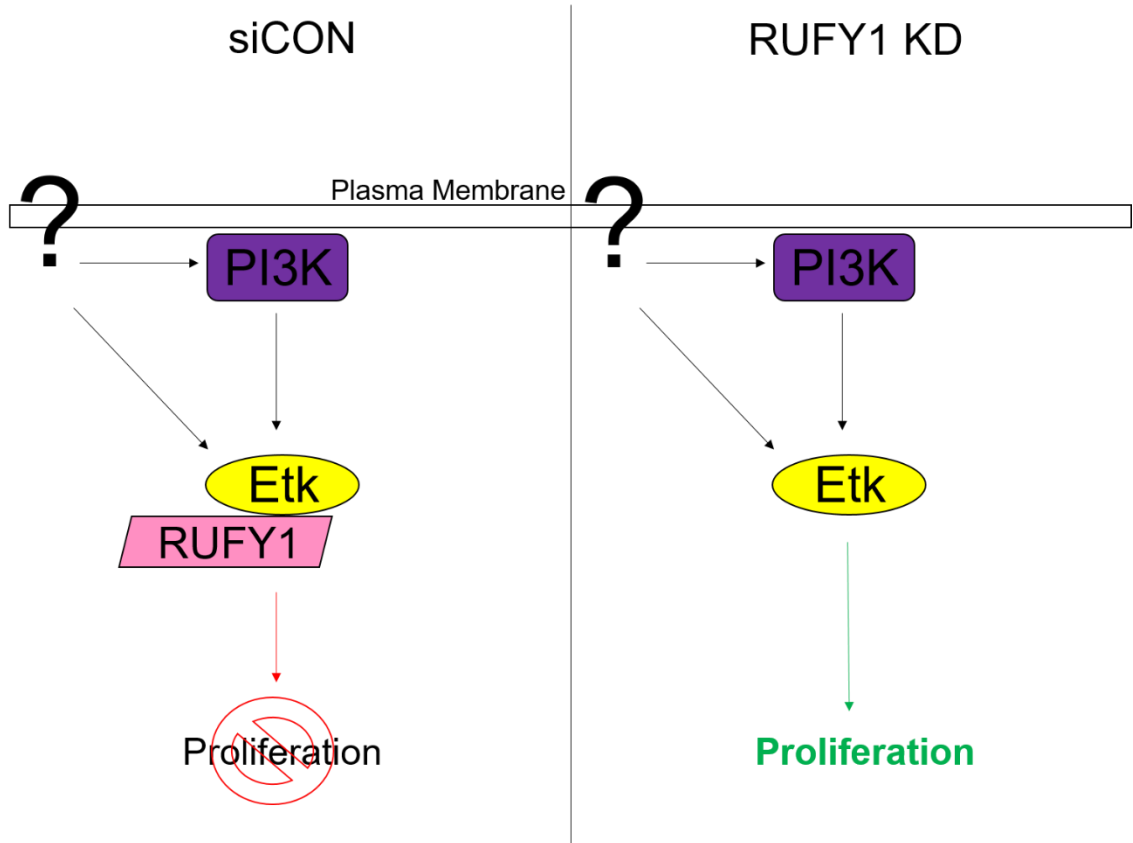 siCON
RUFY1 KD
Plasma Membrane
?
?
PI3K
PI3K
Etk
Etk
RUFY1
Proliferation
Proliferation